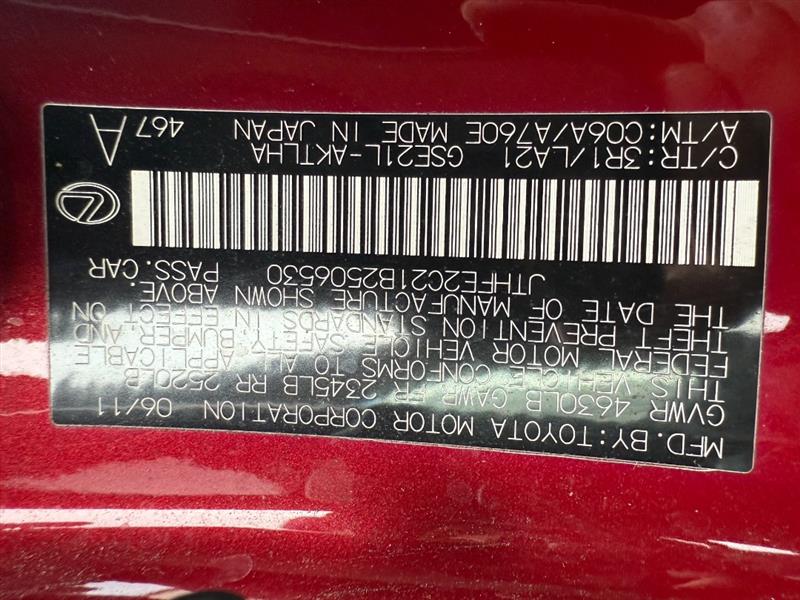 MFD.BY:TOYOTA MOTOR CORPORATION 06/11
GVWR 4630LB GAWR FR 2345LB RR 2520LB
THIS VEHICLE CONFORMS TO ALL APPLICABLE
FEDERAL MOTOR VEHICLE SAFETY BUMPER,AND
THEFT PREVENTION STANDARDS IN EFFECT ON
THE DATE OF MANUFACTURE SHOWN ABOVE.
JTHFE2C21B2506530 PASS.CAR
C/TR:3R1/LA21 GSE21L-AKTLHA
A/TM:C06A/A760E MADE IN JAPAN
A 467